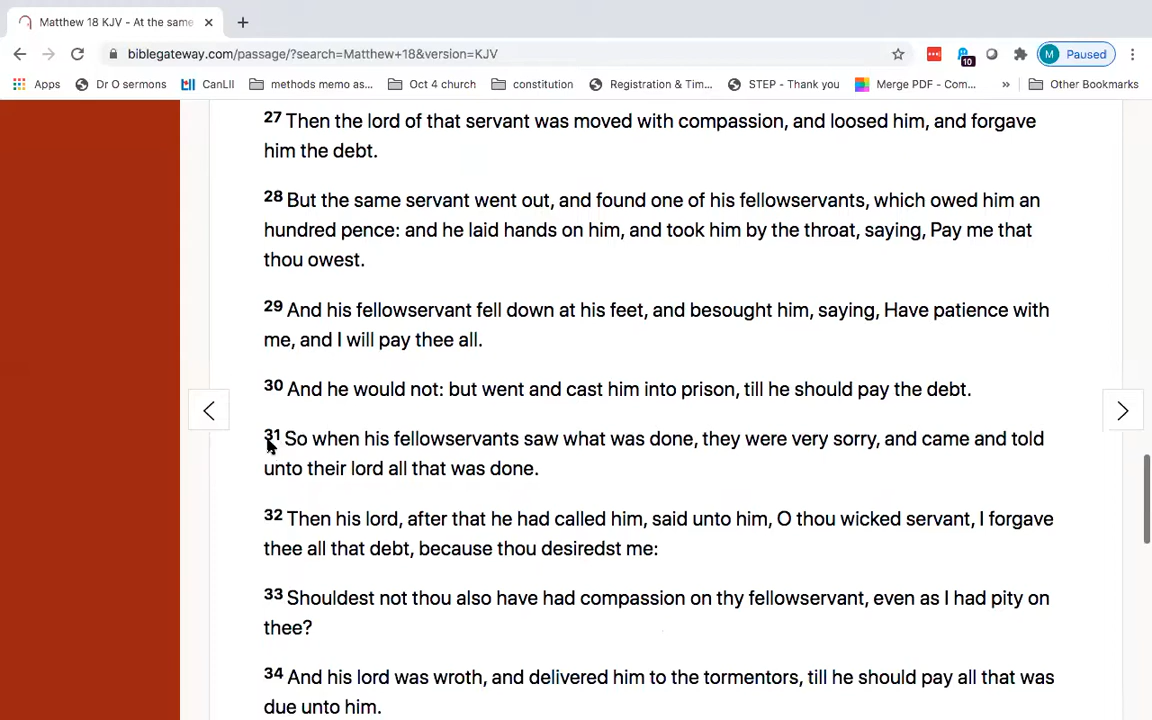 Matthew 18 KJV - At the same
biblegateway.com/passage/?search=Matthew+18&version=KJV
10
M
Paused
Apps
Dr O sermons
CanLII
methods memo as...
Oct 4 church
constitution
Registration & Tim...
STEP - Thank you
Merge PDF - Com...
»
Other Bookmarks
27 Then the lord of that servant was moved with compassion, and loosed him, and forgave
him the debt.
28 But the same servant went out, and found one of his fellowservants, which owed him an
hundred pence: and he laid hands on him, and took him by the throat, saying, Pay me that
thou owest.
29 And his fellowservant fell down at his feet, and besought him, saying, Have patience with
me, and I will pay thee all.
30 And he would not: but went and cast him into prison, till he should pay the debt.
31 So when his fellowservants saw what was done, they were very sorry, and came and told
unto their lord all that was done.
32 Then his lord, after that he had called him, said unto him, O thou wicked servant, I forgave
thee all that debt, because thou desiredst me:
33 Shouldest not thou also have had compassion on thy fellowservant, even as I had pity on
thee?
34 And his lord was wroth, and delivered him to the tormentors, till he should pay all that was
due unto him.